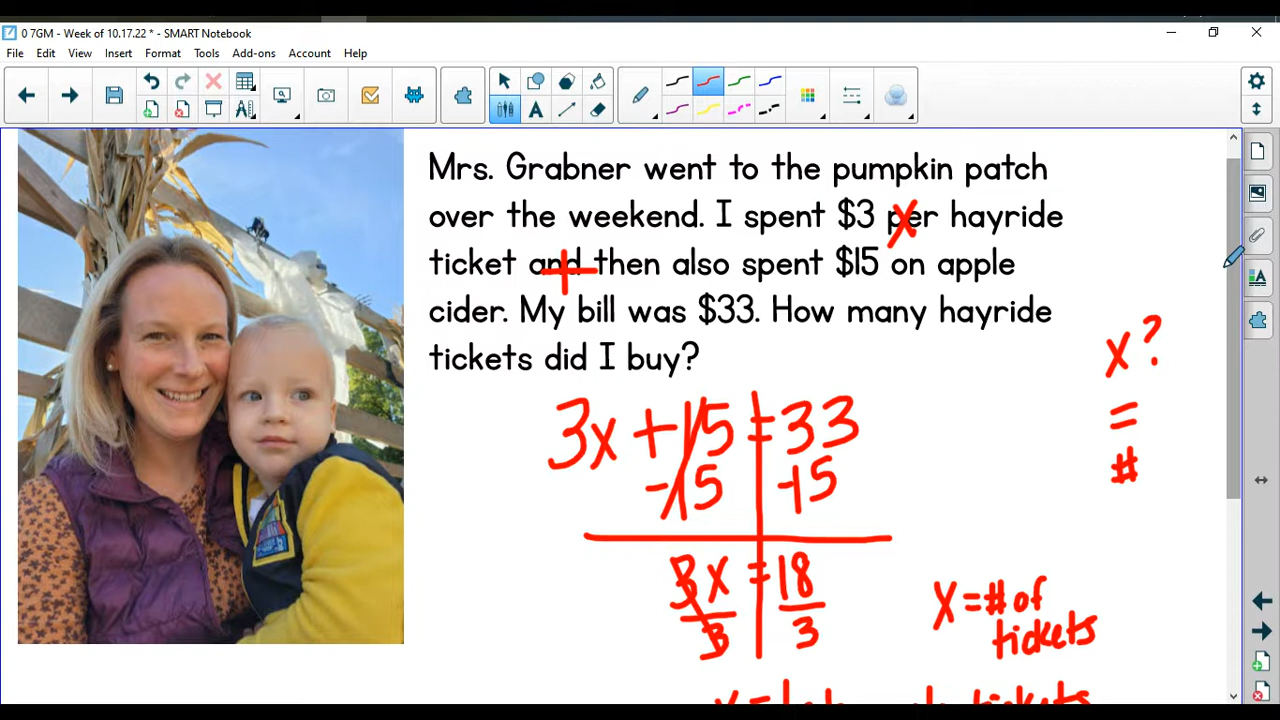 0 7GM - Week of 10.17.22 * - SMART Notebook
File Edit View Insert Format Tools Add-ons Account Help
Mrs. Grabner went to the pumpkin patch
over the weekend. I spent $3 per hayride
ticket and then also spent $15 on apple
cider. My bill was $33. How many hayride
tickets did I buy?
x?
=
#
3x + 15 = 33
-15 -15
3x = 18
3 3
x = # of
tickets
tickets